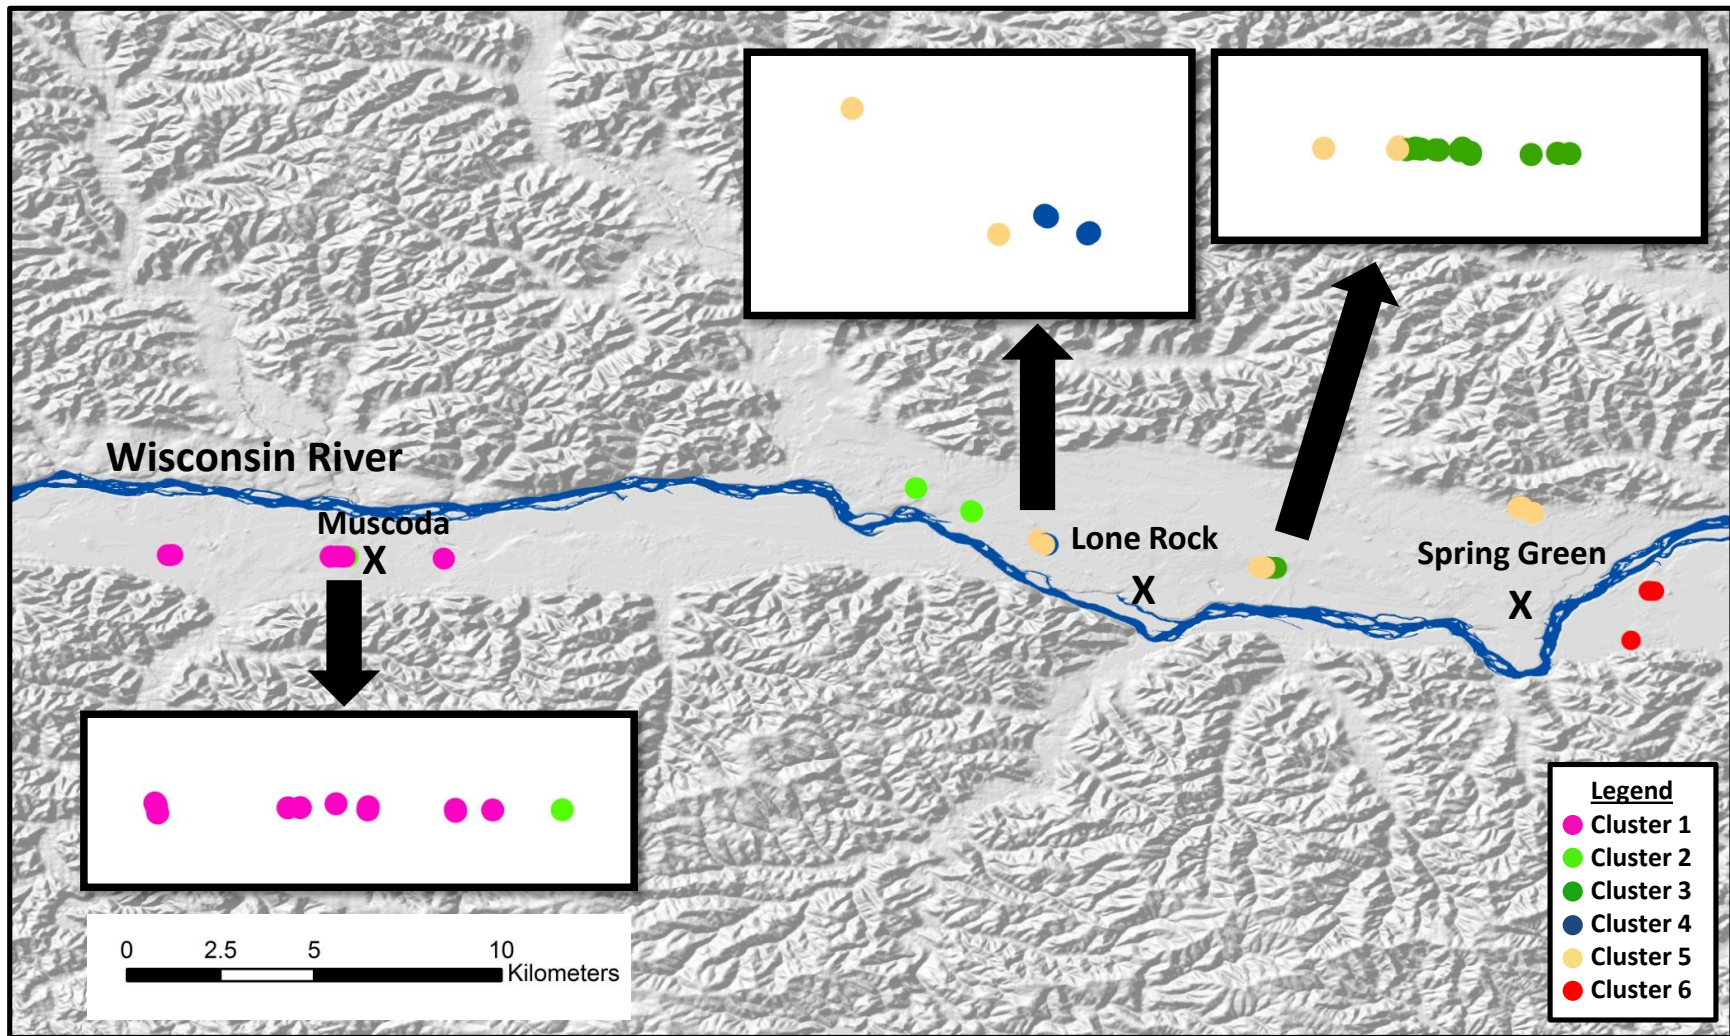 Wisconsin River
Muscoda
X
Lone Rock
X
Spring Green
X
0 2.5 5 10
Kilometers
Legend
Cluster 1
Cluster 2
Cluster 3
Cluster 4
Cluster 5
Cluster 6